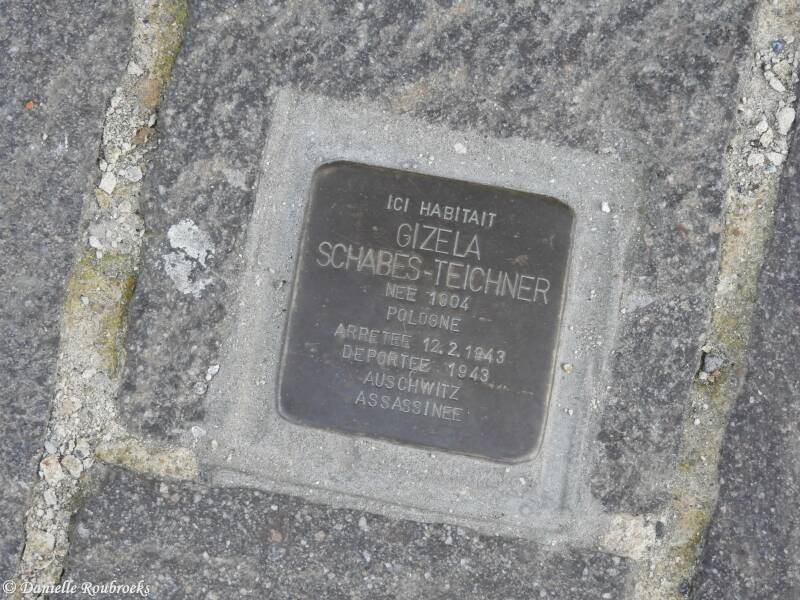 ICI HABITAIT
GIZELA
SCHABES-TEICHNER
NEE 1904
POLOGNE
ARRETEE 12.2.1943
DEPORTEE 1943
AUSCHWITZ
ASSASSINEE
© Danielle Roubroeks